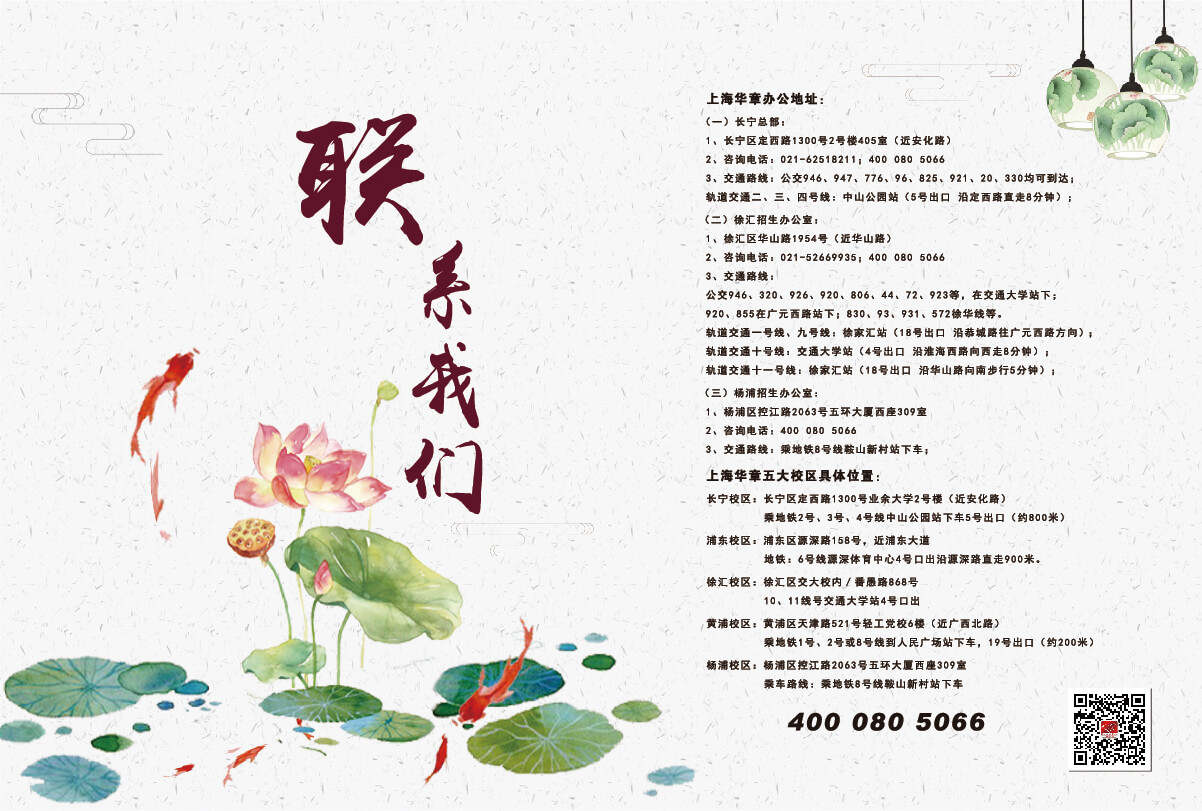 联系我们
上海华章办公地址：
（一）长宁总部：
1、长宁区定西路1300号2号楼405室（近安化路）
2、咨询电话：021-62518211；400 080 5066
3、交通路线：公交946、947、776、96、825、921、20、330均可到达；
轨道交通二、三、四号线：中山公园站（5号出口 沿定西路直走8分钟）；
（二）徐汇招生办公室：
1、徐汇区华山路1954号（近华山路）
2、咨询电话：021-52669935；400 080 5066
3、交通路线：
公交946、320、926、920、806、44、72、923等，在交通大学站下；
920、855在广元西路站下；830、93、931、572徐华线等。
轨道交通一号线、九号线：徐家汇站（18号出口 沿恭城路往广元西路方向）；
轨道交通十号线：交通大学站（4号出口 沿淮海西路向西走8分钟）；
轨道交通十一号线：徐家汇站（18号出口 沿华山路向南步行5分钟）；
（三）杨浦招生办公室：
1、杨浦区控江路2063号五环大厦西座309室
2、咨询电话：400 080 5066
3、交通路线：乘地铁8号线鞍山新村站下车；
上海华章五大校区具体位置：
长宁校区：长宁区定西路1300号业余大学2号楼（近安化路）
乘地铁2号、3号、4号线中山公园站下车5号出口（约800米）
浦东校区：浦东区源深路158号，近浦东大道
地铁：6号线源深体育中心4号口出沿源深路直走900米。
徐汇校区：徐汇区交大校内/番愚路868号
10、11线号交通大学站4号口出
黄浦校区：黄浦区天津路521号轻工党校6楼（近广西北路）
乘地铁1号、2号或8号线到人民广场站下车，19号出口（约200米）
杨浦校区：杨浦区控江路2063号五环大厦西座309室
乘车路线：乘地铁8号线鞍山新村站下车
400 080 5066